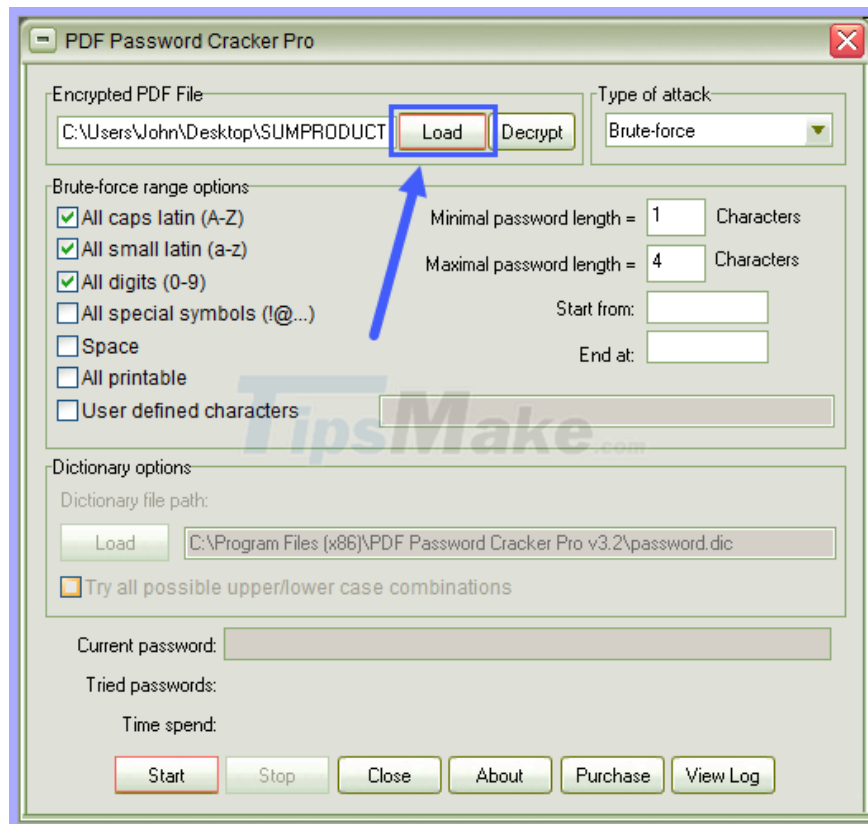 PDF Password Cracker Pro
Encrypted PDF File
Type of attack
C:\Users\John\Desktop\SUMPRODUCT Load Decrypt Brute-force
Brute-force range options
All caps latin (A-Z) Minimal password length = 1 Characters
All small latin (a-z)
Maximal password length = 4 Characters
All digits (0-9)
All special symbols (!@...) Start from:
Space
End at:
All printable
User defined characters
TipsMake.com
Dictionary options
Dictionary file path:
Load C:\Program Files (x86)\PDF Password Cracker Pro v3.2\password.dic
Try all possible upper/lower case combinations
Current password:
Tried passwords:
Time spend:
Start Stop Close About Purchase View Log